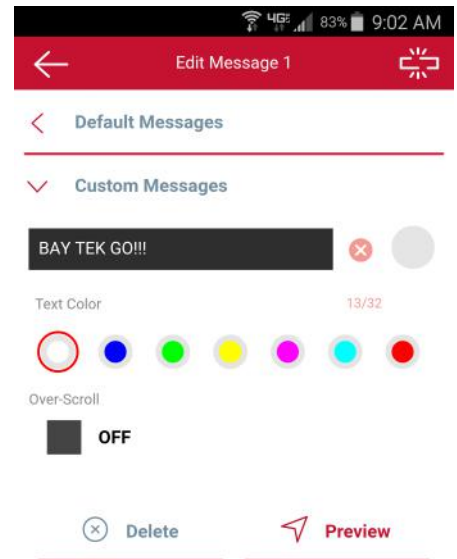 4GE 83% 9:02 AM
Edit Message 1
Default Messages
Custom Messages
BAY TEK GO!!!
Text Color 13/32
Over-Scroll
OFF
Delete Preview